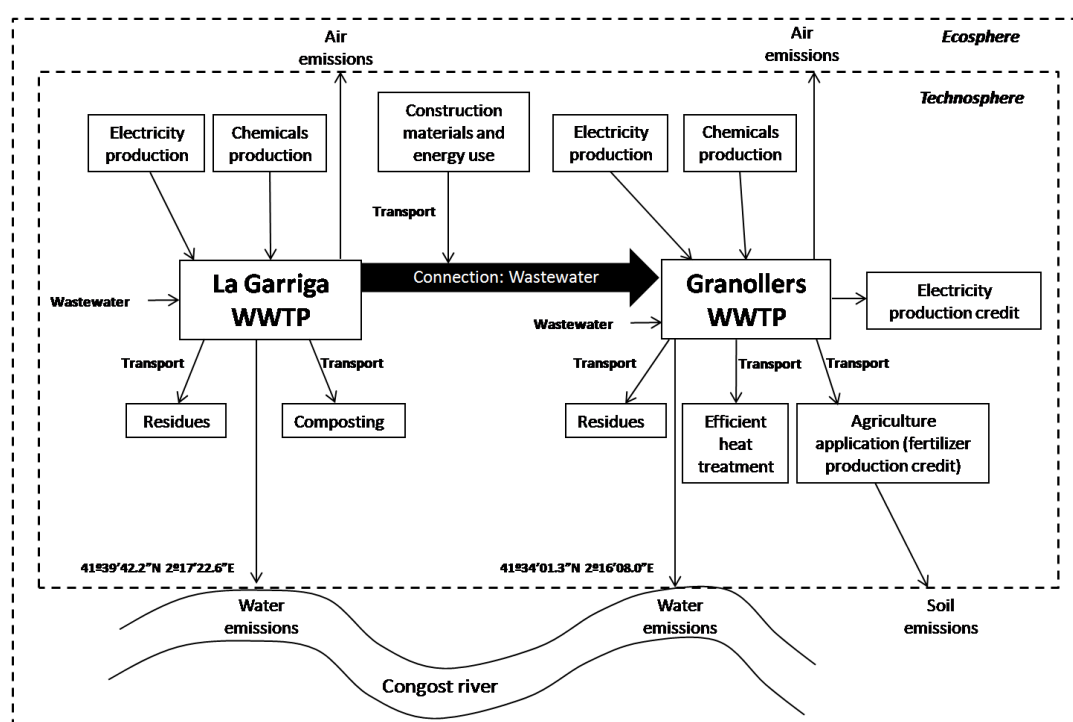 Ecosphere
Air
emissions
Air
emissions
Technosphere
Electricity
production
Chemicals
production
Construction
materials and
energy use
Electricity
production
Chemicals
production
Transport
La Garriga
WWTP
Connection: Wastewater
Granollers
WWTP
Electricity
production credit
Wastewater
Wastewater
Transport
Transport
Transport
Transport
Transport
Residues
Composting
Residues
Efficient
heat
treatment
Agriculture
application (fertilizer
production credit)
41º39’42.2”N 2º17’22.6”E
41º34’01.3”N 2º16’08.0”E
Water
emissions
Water
emissions
Soil
emissions
Congost river